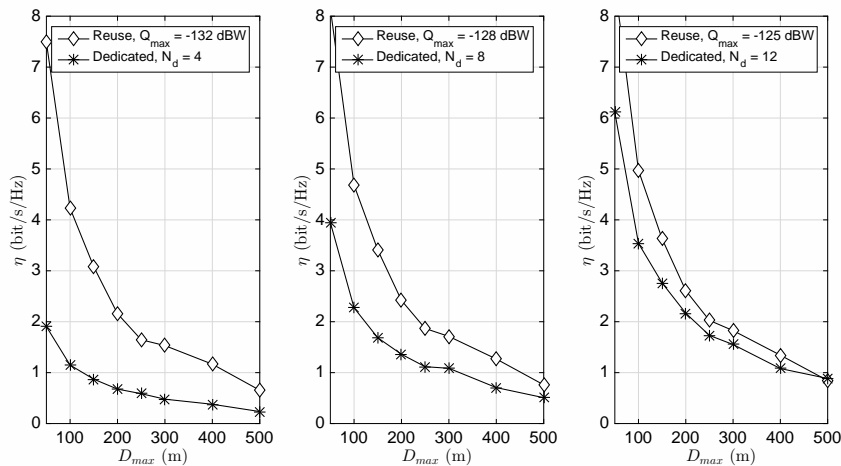 Reuse, Q_max = -132 dBW
Dedicated, N_d = 4
8
7
6
5
4
3
2
1
0
η (bit/s/Hz)
100 200 300 400 500
D_max (m)
Reuse, Q_max = -128 dBW
Dedicated, N_d = 8
8
7
6
5
4
3
2
1
0
η (bit/s/Hz)
100 200 300 400 500
D_max (m)
Reuse, Q_max = -125 dBW
Dedicated, N_d = 12
8
7
6
5
4
3
2
1
0
η (bit/s/Hz)
100 200 300 400 500
D_max (m)